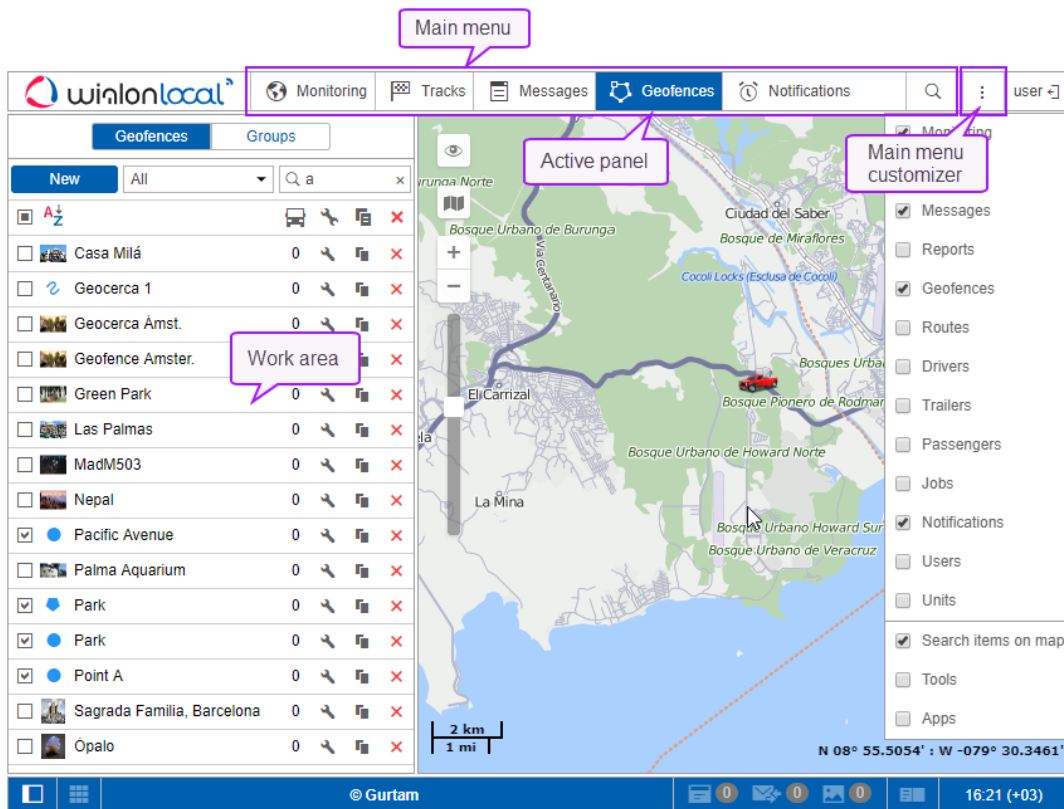 Main menu
wialon local
Monitoring Tracks Messages Geofences Notifications user
Geofences Groups
Active panel
Main menu
customizer
New All a
Casa Milá 0
Geocerca 1 0
Geocerca Ámst. 0
Geofence Amster.
Green Park 0
Las Palmas 0
MadM503 0
Nepal 0
Pacific Avenue 0
Palma Aquarium 0
Park 0
Park 0
Point A 0
Sagrada Familia, Barcelona 0
Ópalo 0
Work area
Norte
Bosque Urbano de Burunga
Vía Centanario
Ciudad del Saber
Bosque de Miraflores
Cocoli Locks (Esclusa de Cocoli)
Bosques Urba
El Carrizal
Bosque Pionero de Rodmar
Bosque Urbano de Howard Norte
La Mina
Bosque Urbano Howard Sur
Bosque Urbano de Veracruz
2 km
1 mi
N 08° 55.5054' : W -079° 30.3461'
Monitoring
Messages
Reports
Geofences
Routes
Drivers
Trailers
Passengers
Jobs
Notifications
Users
Units
Search items on map
Tools
Apps
© Gurtam 0 0 0 16:21 (+03)